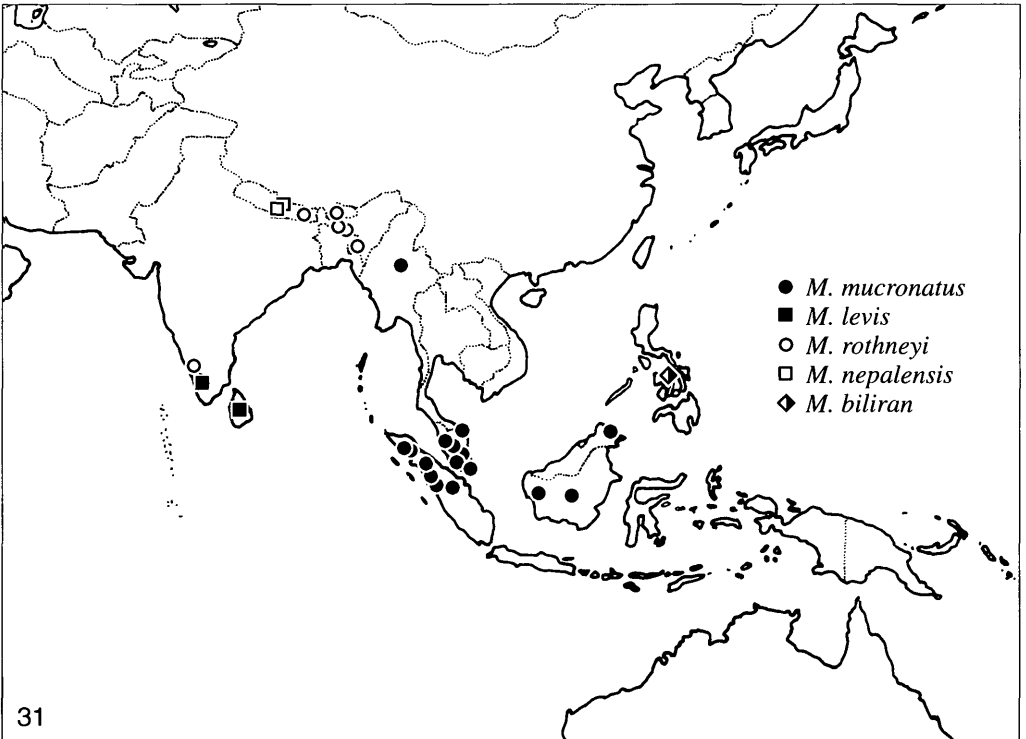 M. mucronatus
M. levis
M. rothneyi
M. nepalensis
M. biliran
31